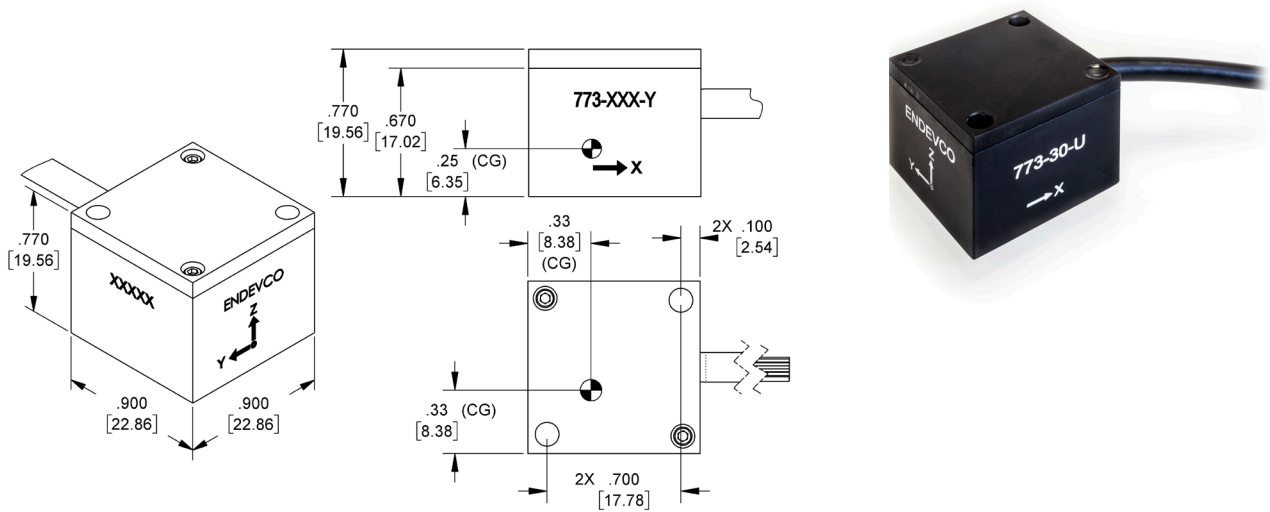 .770
[19.56]
XXXXX
ENDEVCO
Z
Y
.900
[22.86]
.900
[22.86]
.770
[19.56]
.670
[17.02]
.25 (CG)
[6.35]
773-XXX-Y
X
.33
[8.38]
(CG)
2X .100
[2.54]
.33 (CG)
[8.38]
2X .700
[17.78]
ENDEVCO
Z
Y
773-30-U
X